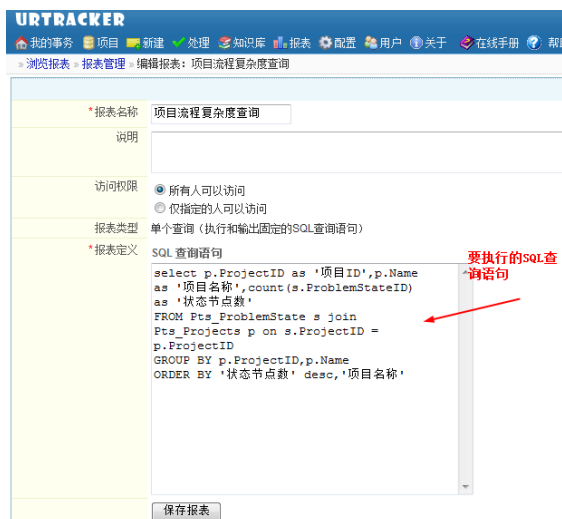 URTRACKER
我的事务 项目 新建 处理 知识库 报表 配置 用户 关于 在线手册
» 浏览报表 » 报表管理 » 编辑报表：项目流程复杂度查询
*报表名称 项目流程复杂度查询
说明
访问权限 所有人可以访问
仅指定的人可以访问
报表类型 单个查询（执行和输出固定的SQL查询语句）
*报表定义 SQL 查询语句
要执行的SQL查
询语句
select p.ProjectID as '项目ID',p.Name
as '项目名称',count(s.ProblemStateID)
as '状态节点数'
FROM Pts_ProblemState s join
Pts_Projects p on s.ProjectID =
p.ProjectID
GROUP BY p.ProjectID,p.Name
ORDER BY '状态节点数' desc,'项目名称'
保存报表